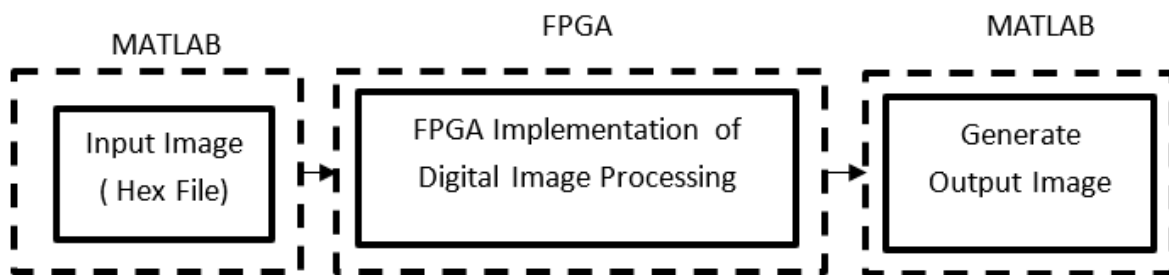 MATLAB
FPGA
MATLAB
Input Image
( Hex File)
FPGA Implementation of
Digital Image Processing
Generate
Output Image